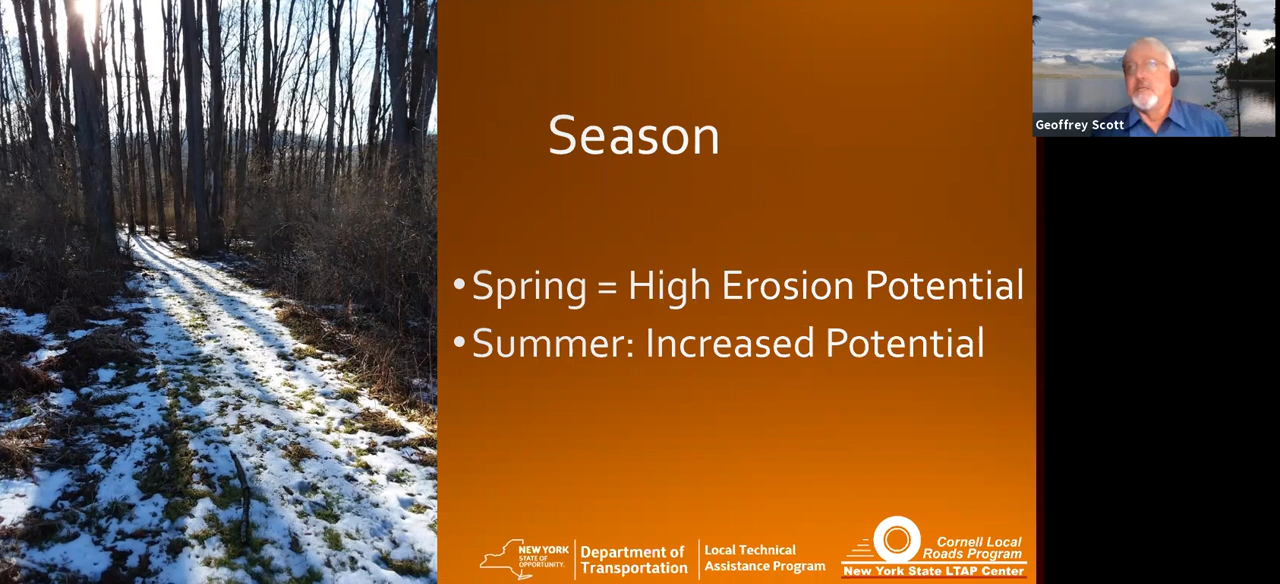 Season
• Spring = High Erosion Potential
• Summer: Increased Potential
Geoffrey Scott
NEW YORK
STATE OF
OPPORTUNITY.
Department of
Transportation
Local Technical
Assistance Program
Cornell Local
Roads Program
New York State LTAP Center